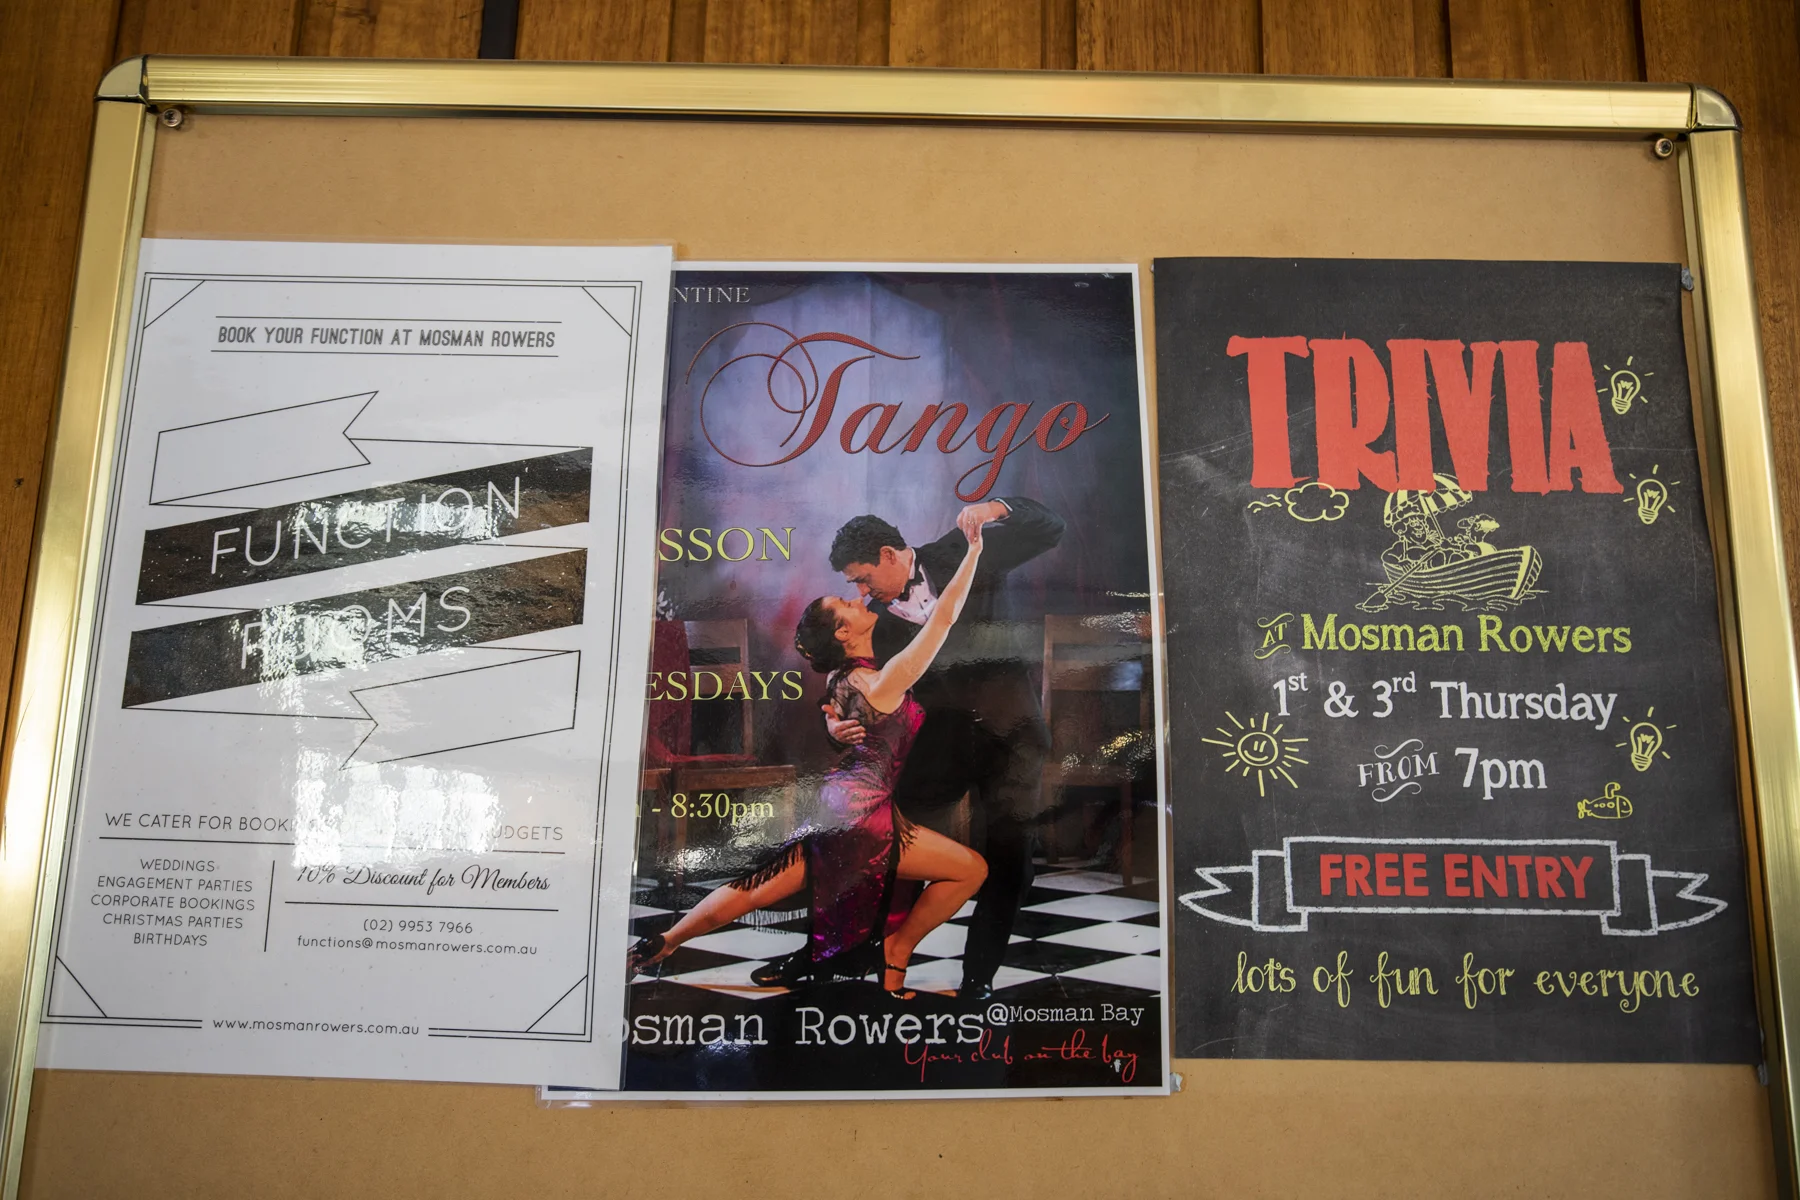 BOOK YOUR FUNCTION AT MOSMAN ROWERS
FUNCTION
ROOMS
WE CATER FOR
WEDDINGS
ENGAGEMENT PARTIES
CORPORATE BOOKINGS
CHRISTMAS PARTIES
BIRTHDAYS
10% Discount for Members
(02) 9953 7966
functions@mosmanrowers.com.au
www.mosmanrowers.com.au
NTINE
Tango
SSON
ESDAYS
- 8:30pm
osman Rowers @Mosman Bay
Your club on the bay
TRIVIA
AT Mosman Rowers
1st & 3rd Thursday
FROM 7pm
FREE ENTRY
lots of fun for everyone